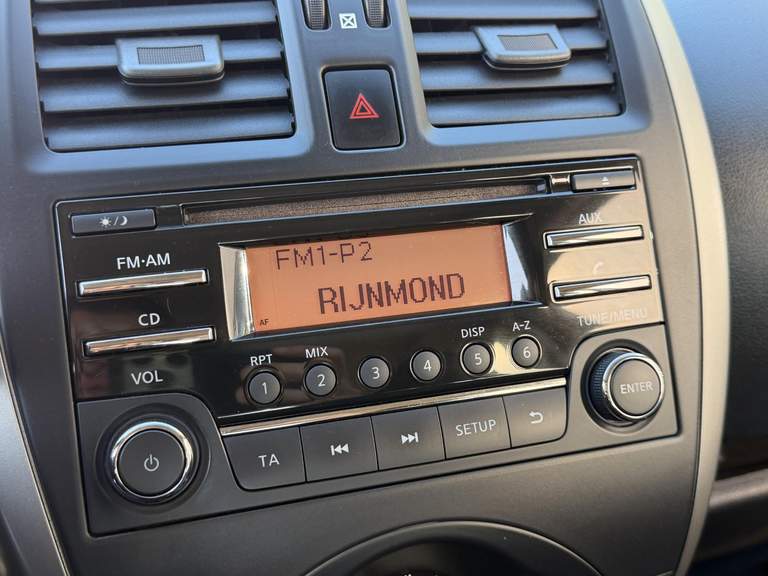 AUX
FM·AM
FM1-P2
CD
RIJNMOND
AF
TUNE/MENU
VOL
RPT
MIX
DISP
A-Z
1
2
3
4
5
6
ENTER
TA
SETUP